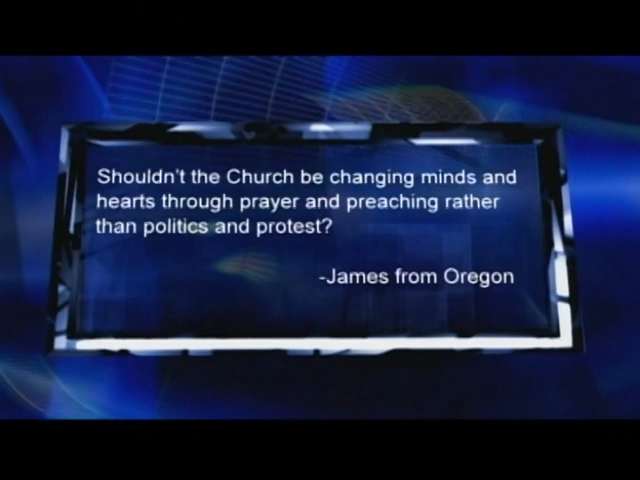 Shouldn't the Church be changing minds and
hearts through prayer and preaching rather
than politics and protest?
-James from Oregon